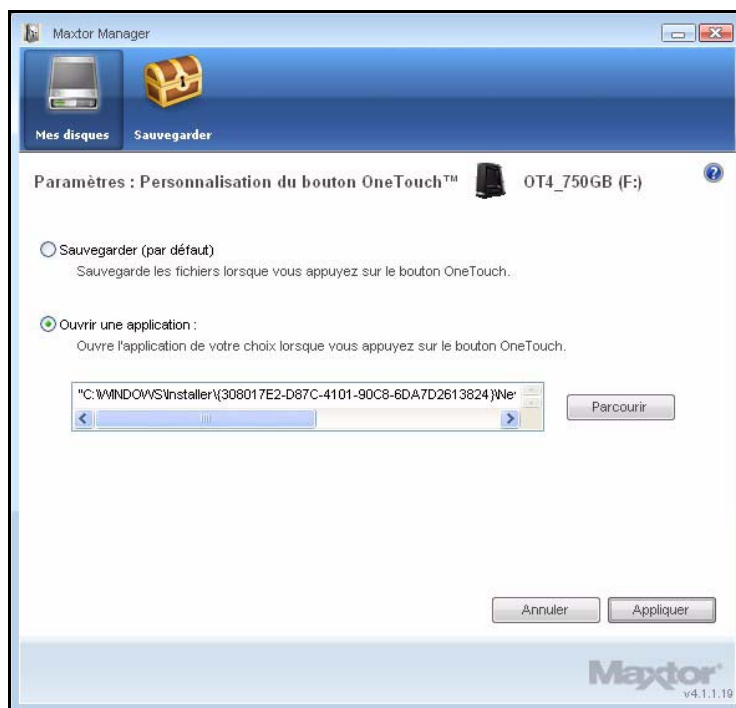 Maxtor Manager
Mes disques
Sauvegarder
Paramètres : Personnalisation du bouton OneTouch™
OT4_750GB (F:)
Sauvegarder (par défaut)
Sauvegarde les fichiers lorsque vous appuyez sur le bouton OneTouch.
Ouvrir une application :
Ouvre l'application de votre choix lorsque vous appuyez sur le bouton OneTouch.
"C:\WINDOWS\Installer\{308017E2-D87C-4101-90C8-6DA7D2613824}\Ne
Parcourir
Annuler
Appliquer
Maxtor
v4.1.1.19